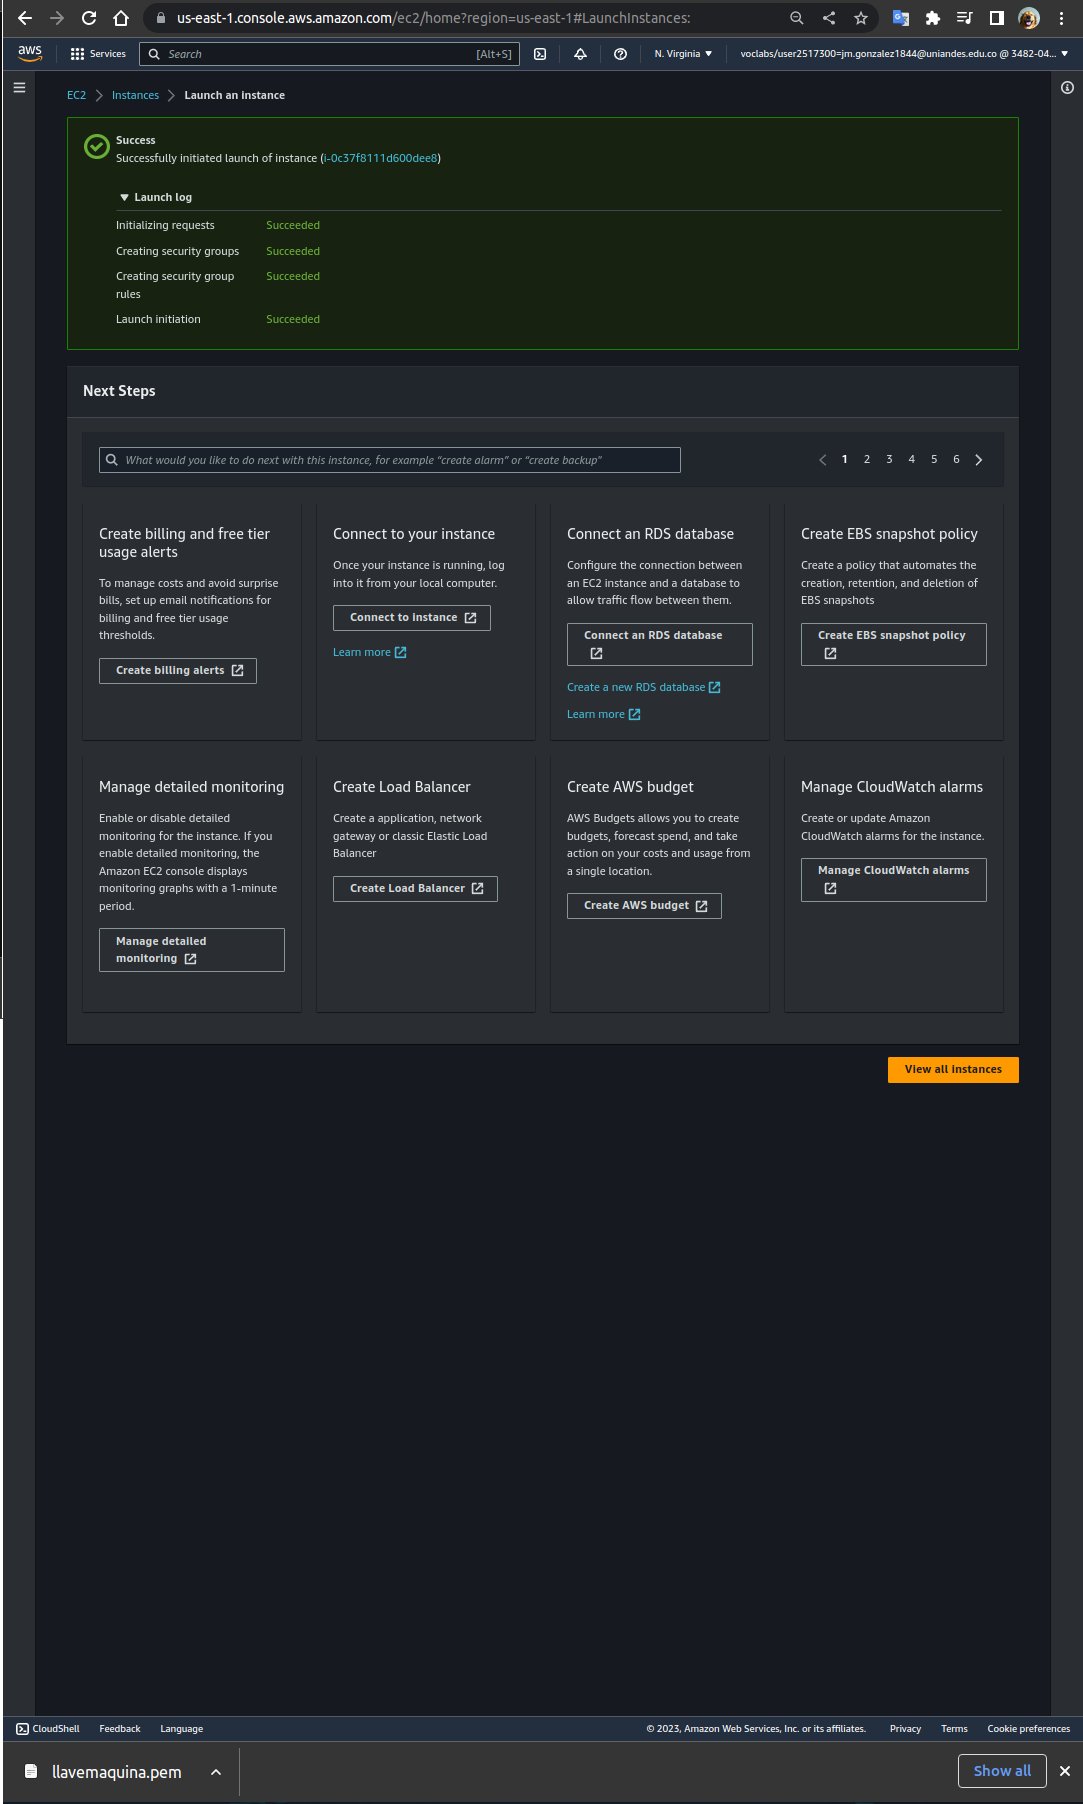 us-east-1.console.aws.amazon.com/ec2/home?region=us-east-1#LaunchInstances:
aws
Services
Search
[Alt+S]
N. Virginia
voclabs/user2517300=jm.gonzalez1844@uniandes.edu.co @ 3482-04...
EC2
Instances
Launch an instance
Success
Successfully initiated launch of instance (i-0c37f8111d600dee8)
Launch log
Initializing requests
Succeeded
Creating security groups
Succeeded
Creating security group
rules
Succeeded
Launch initiation
Succeeded
Next Steps
What would you like to do next with this instance, for example “create alarm” or “create backup”
1 2 3 4 5 6
Create billing and free tier
usage alerts
To manage costs and avoid surprise
bills, set up email notifications for
billing and free tier usage
thresholds.
Create billing alerts
Connect to your instance
Once your instance is running, log
into it from your local computer.
Connect to instance
Learn more
Connect an RDS database
Configure the connection between
an EC2 instance and a database to
allow traffic flow between them.
Connect an RDS database
Create a new RDS database
Learn more
Create EBS snapshot policy
Create a policy that automates the
creation, retention, and deletion of
EBS snapshots
Create EBS snapshot policy
Manage detailed monitoring
Enable or disable detailed
monitoring for the instance. If you
enable detailed monitoring, the
Amazon EC2 console displays
monitoring graphs with a 1-minute
period.
Manage detailed
monitoring
Create Load Balancer
Create a application, network
gateway or classic Elastic Load
Balancer
Create Load Balancer
Create AWS budget
AWS Budgets allows you to create
budgets, forecast spend, and take
action on your costs and usage from
a single location.
Create AWS budget
Manage CloudWatch alarms
Create or update Amazon
CloudWatch alarms for the instance.
Manage CloudWatch alarms
View all instances
CloudShell
Feedback
Language
© 2023, Amazon Web Services, Inc. or its affiliates.
Privacy
Terms
Cookie preferences
llavemaquina.pem
Show all